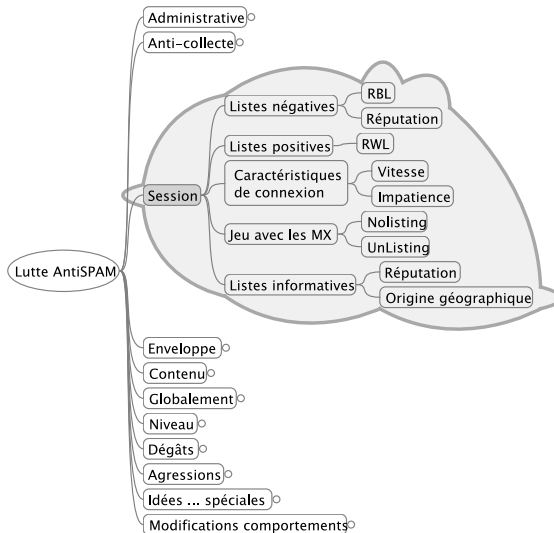 Administrative
Anti-collecte
Session
Listes négatives
RBL
Réputation
Listes positives
RWL
Caractéristiques
de connexion
Vitesse
Impatience
Jeu avec les MX
Nolisting
UnListing
Listes informatives
Réputation
Origine géographique
Lutte AntiSPAM
Enveloppe
Contenu
Globalement
Niveau
Dégâts
Agressions
Idées ... spéciales
Modifications comportements